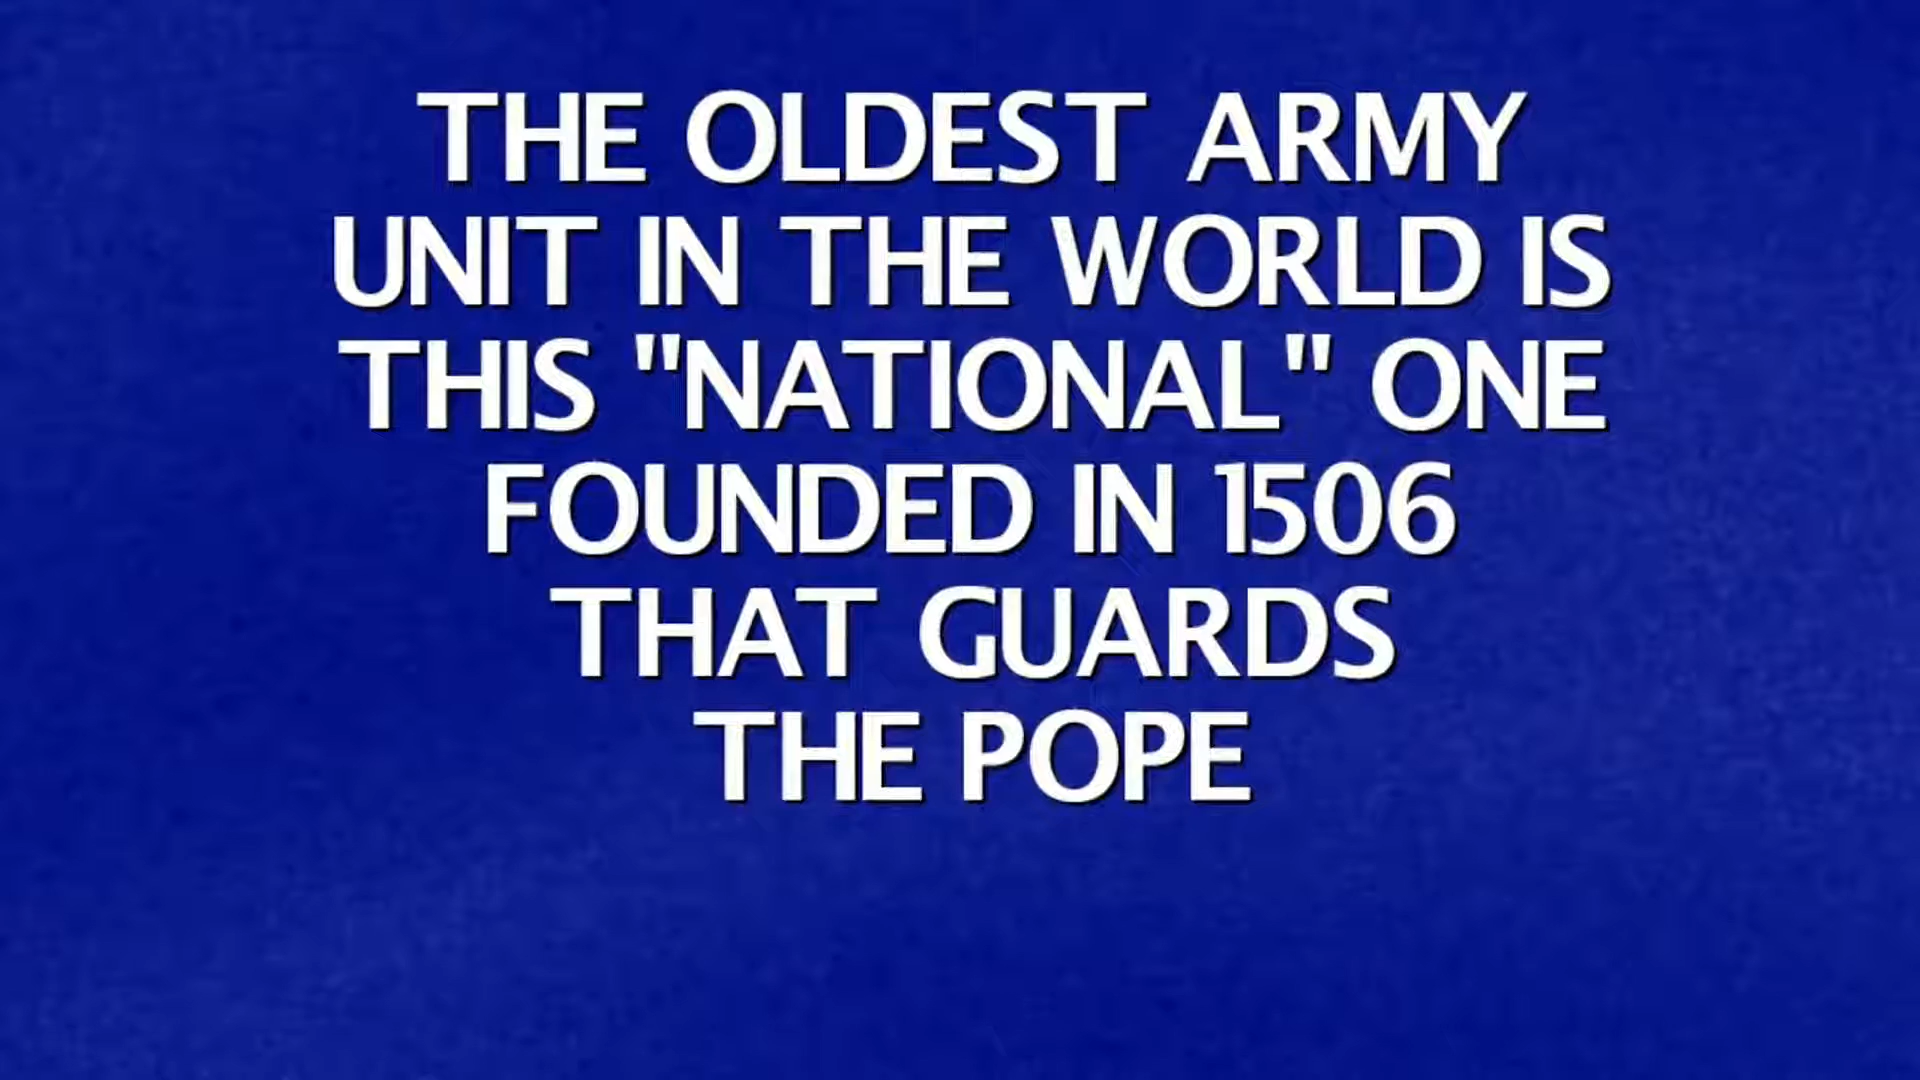 THE OLDEST ARMY
UNIT IN THE WORLD IS
THIS "NATIONAL" ONE
FOUNDED IN 1506
THAT GUARDS
THE POPE